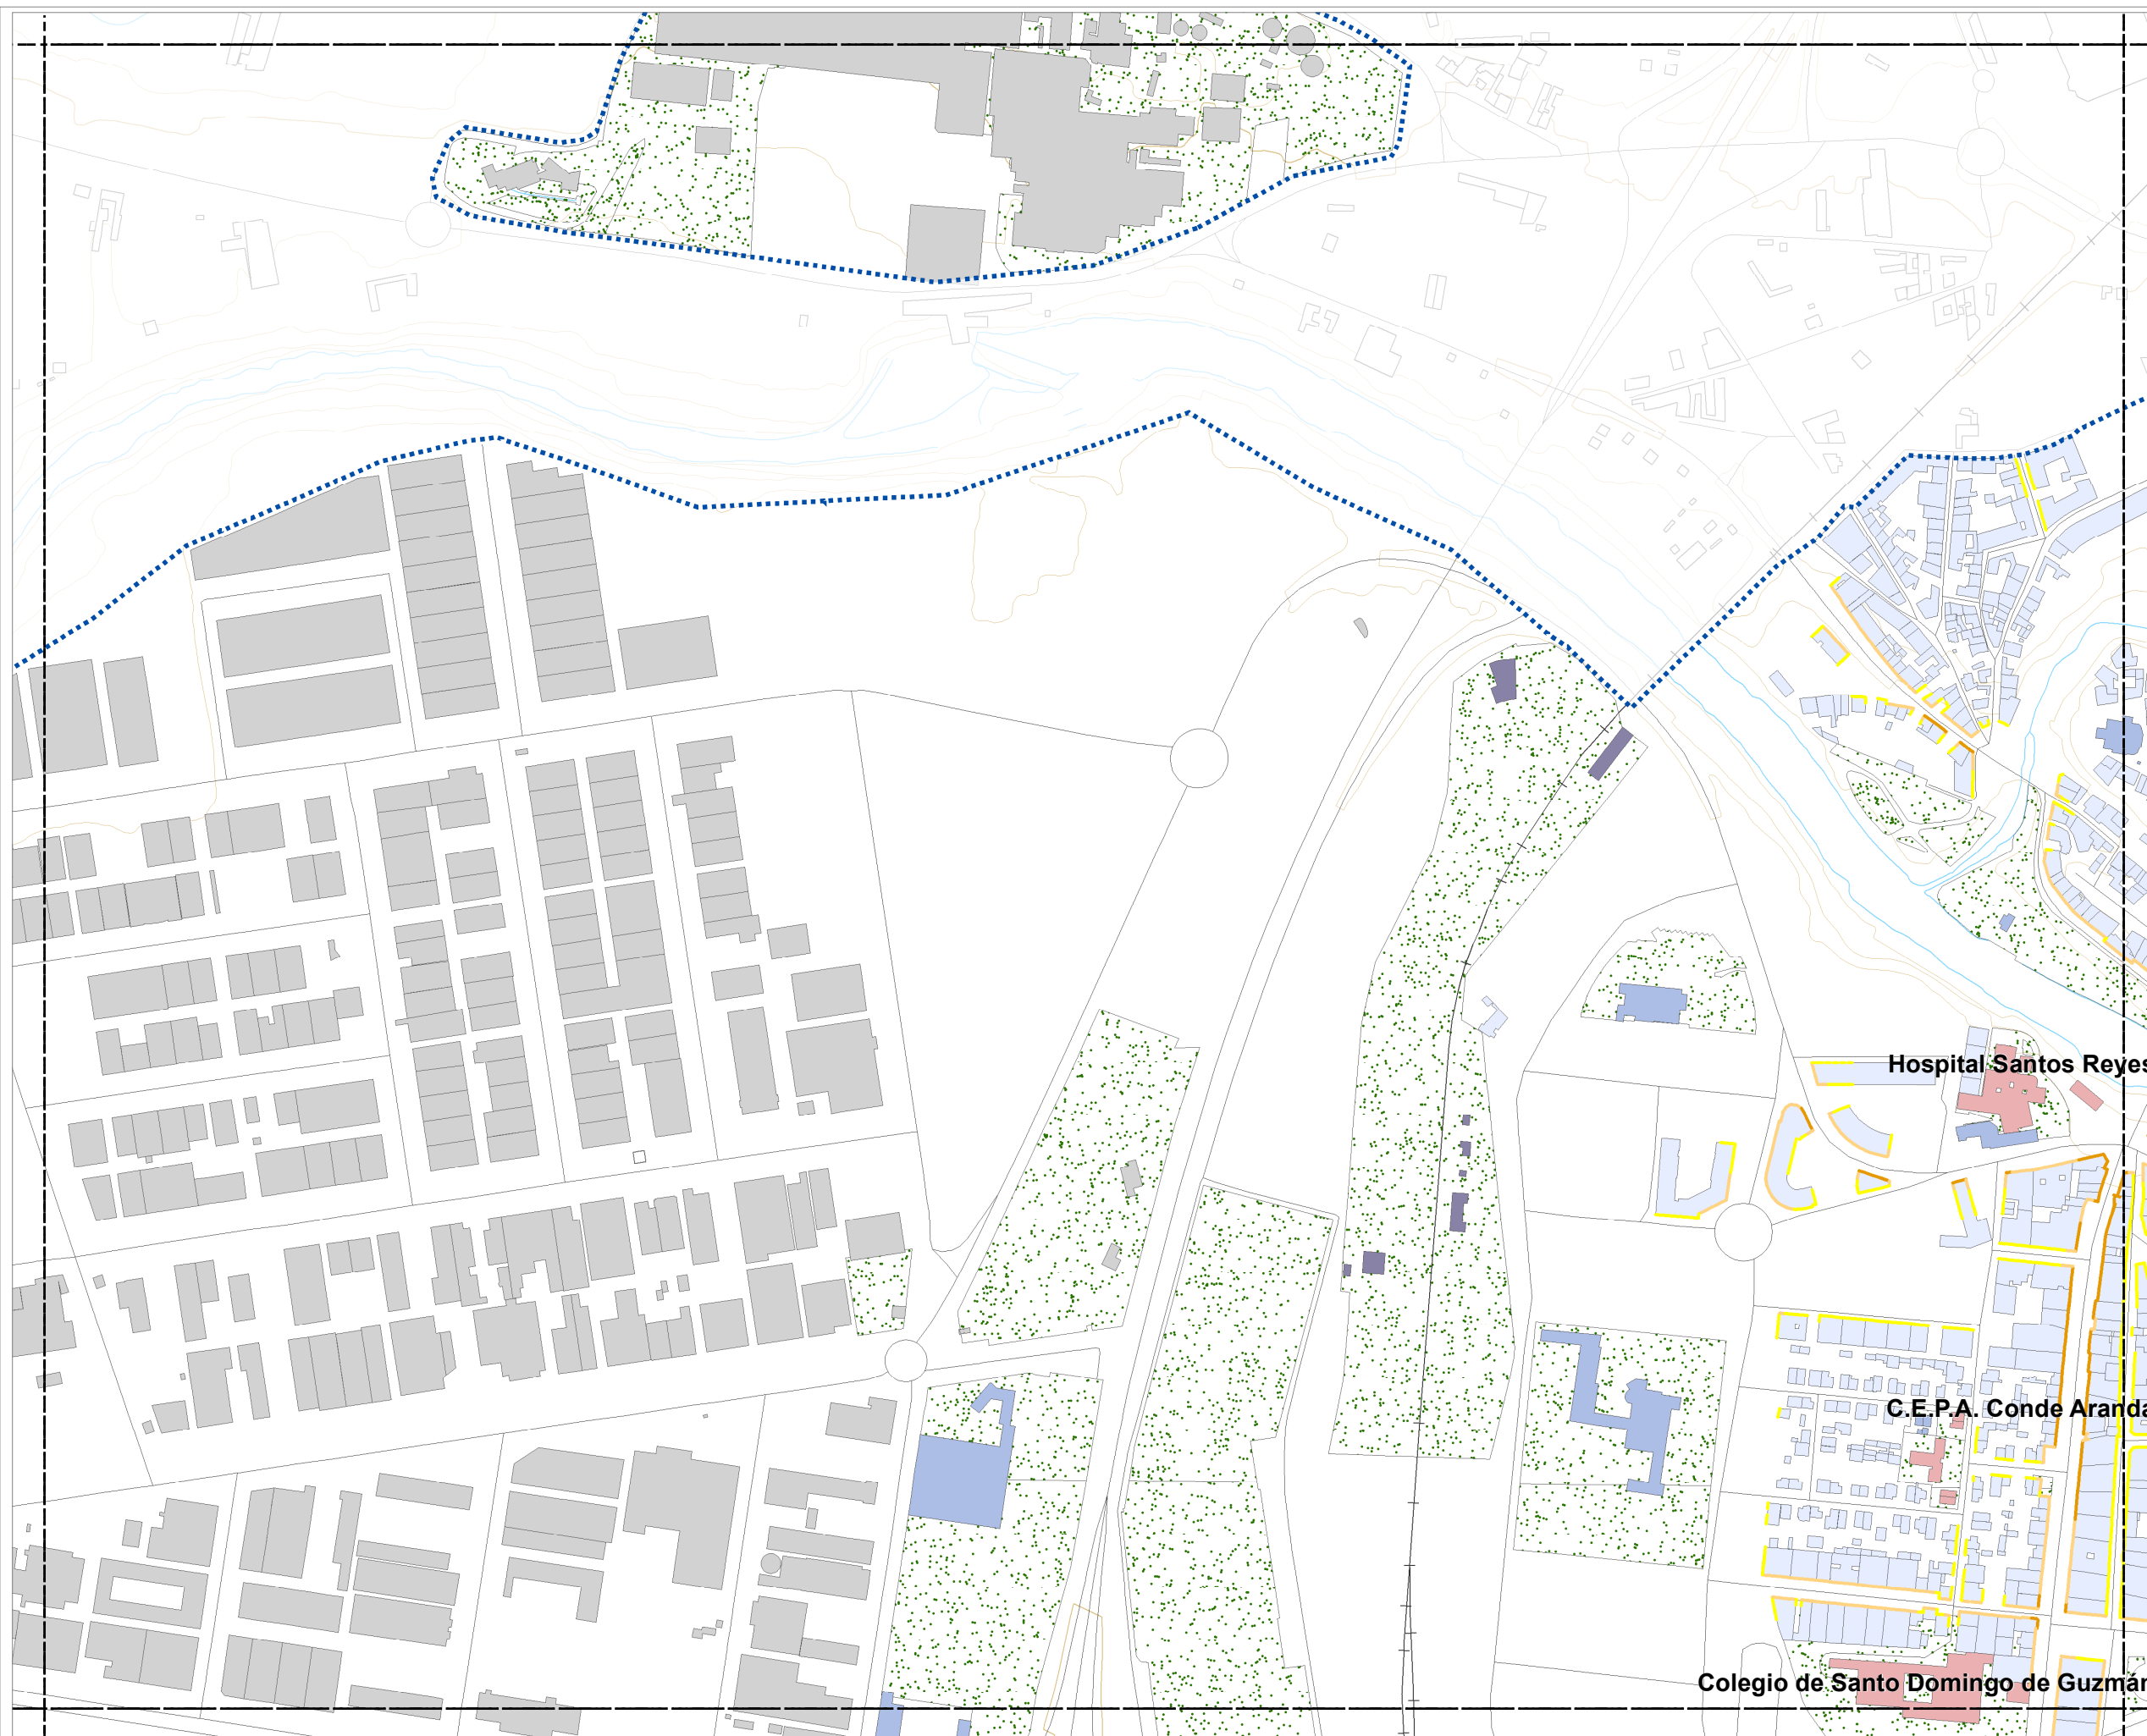 Hospital Santos Reyes
C.E.P.A. Conde Aranda
Colegio de Santo Domingo de Guzmán